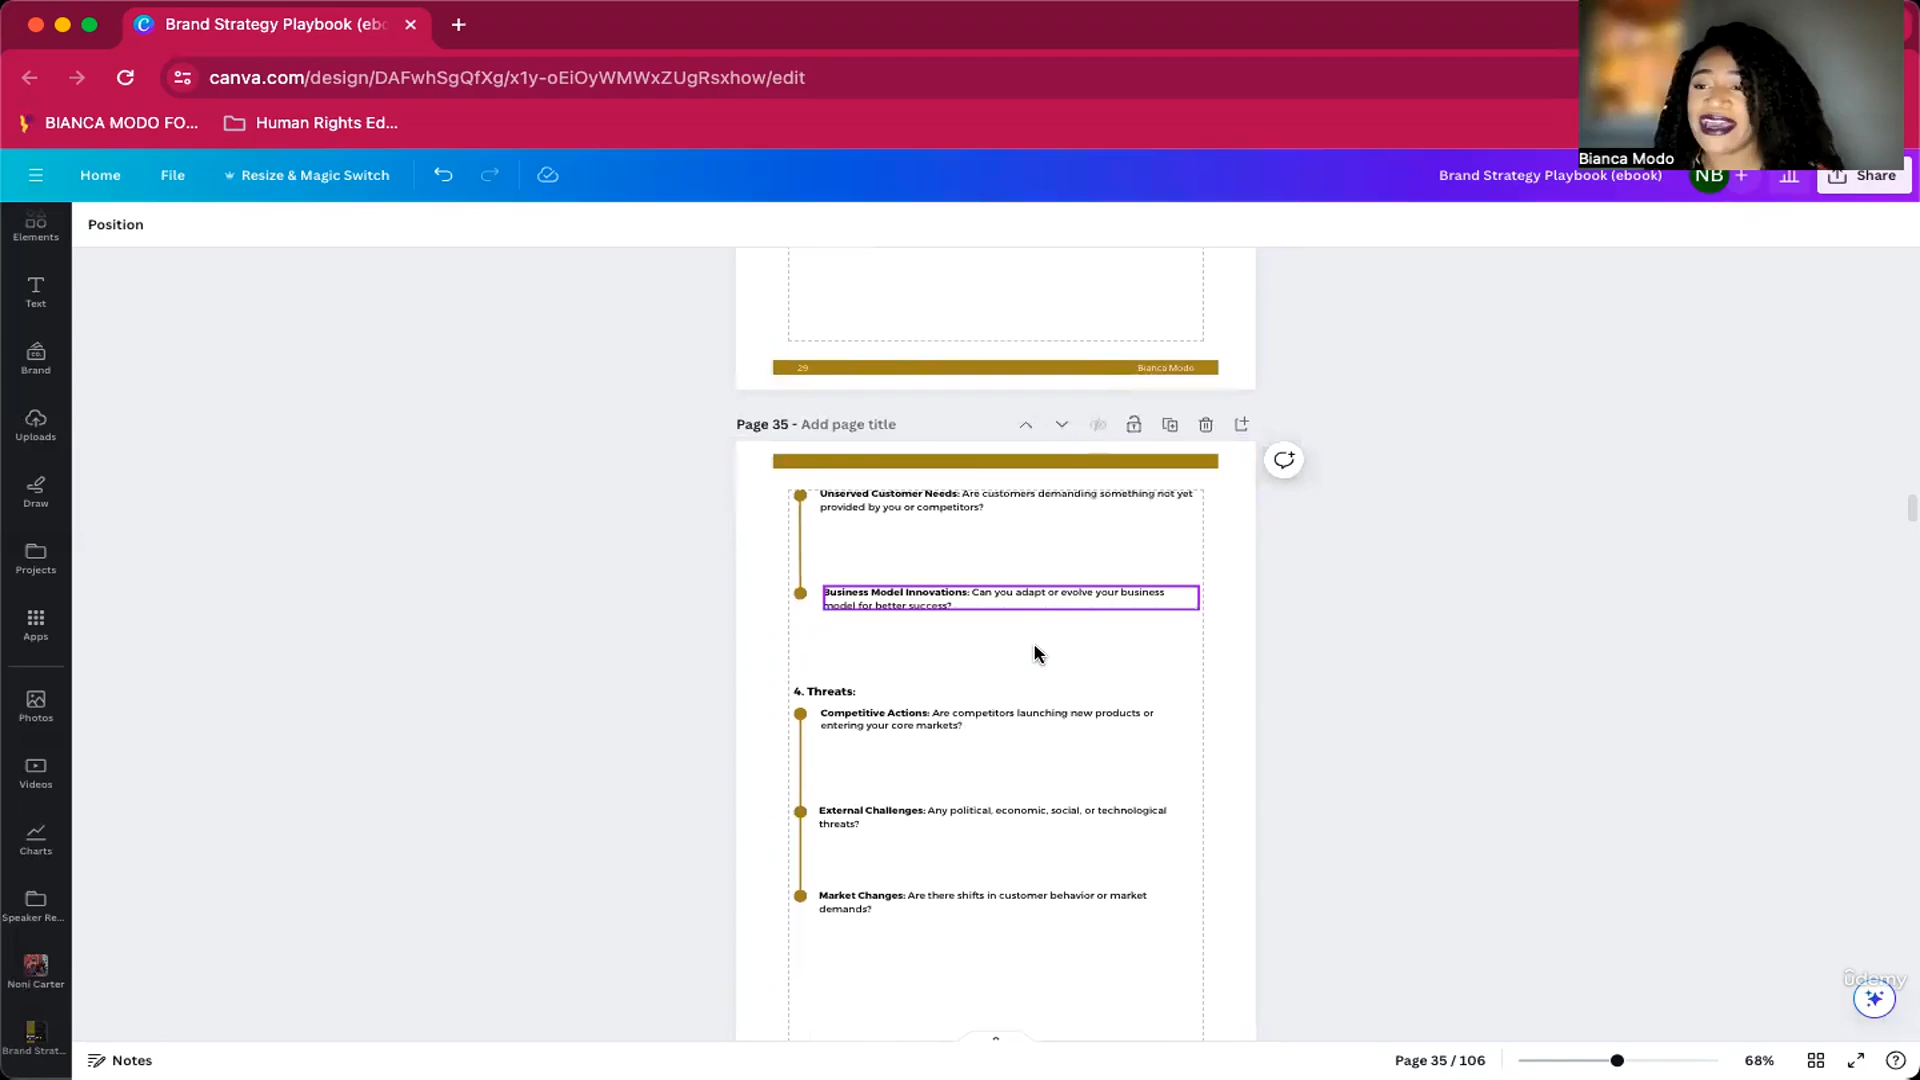 Brand Strategy Playbook (eb
canva.com/design/DAFwhSgQfXg/x1y-oEiOyWMWxZUgRsxhow/edit
BIANCA MODO FO...
Human Rights Ed...
Bianca Modo
Home
File
Resize & Magic Switch
Brand Strategy Playbook (ebook)
NB
Share
Elements
Text
Brand
Uploads
Draw
Projects
Apps
Photos
Videos
Charts
Speaker Re...
Noni Carter
Brand Strat...
Position
29
Bianca Modo
Page 35 - Add page title
Unserved Customer Needs: Are customers demanding something not yet
provided by you or competitors?
Business Model Innovations: Can you adapt or evolve your business
model for better success?
4. Threats:
Competitive Actions: Are competitors launching new products or
entering your core markets?
External Challenges: Any political, economic, social, or technological
threats?
Market Changes: Are there shifts in customer behavior or market
demands?
ûdemy
Notes
Page 35 / 106
68%